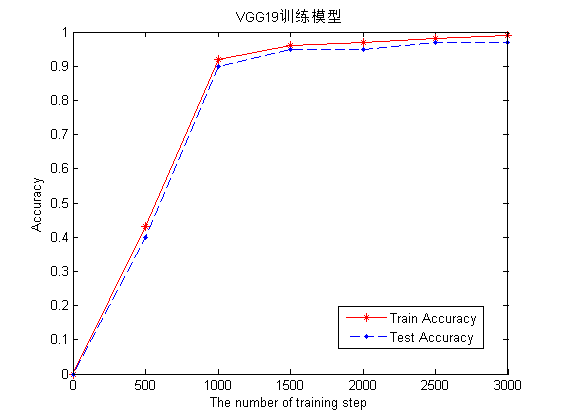 VGG19训练模型
1
0.9
0.8
0.7
0.6
0.5
0.4
0.3
0.2
0.1
0
Accuracy
Train Accuracy
Test Accuracy
0 500 1000 1500 2000 2500 3000
The number of training step